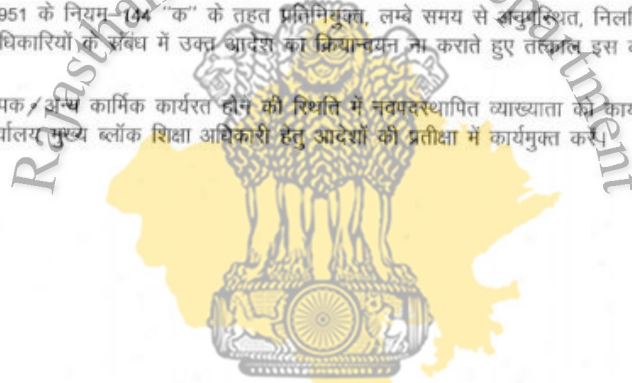 951 के नियम–144 "क" के तहत प्रतिनियुक्त, लम्बे समय से अनुपस्थित,
धिकारियों के संबंध में उक्त आदेश का क्रियान्वयन ना कराते हुए तत्काल इस
पक/अन्य कार्मिक कार्यरत होने की स्थिति में नवपदस्थापित व्याख्याता को
र्यालय मुख्य ब्लॉक शिक्षा अधिकारी हेतु आदेशों की प्रतीक्षा में कार्यमुक्त करें।